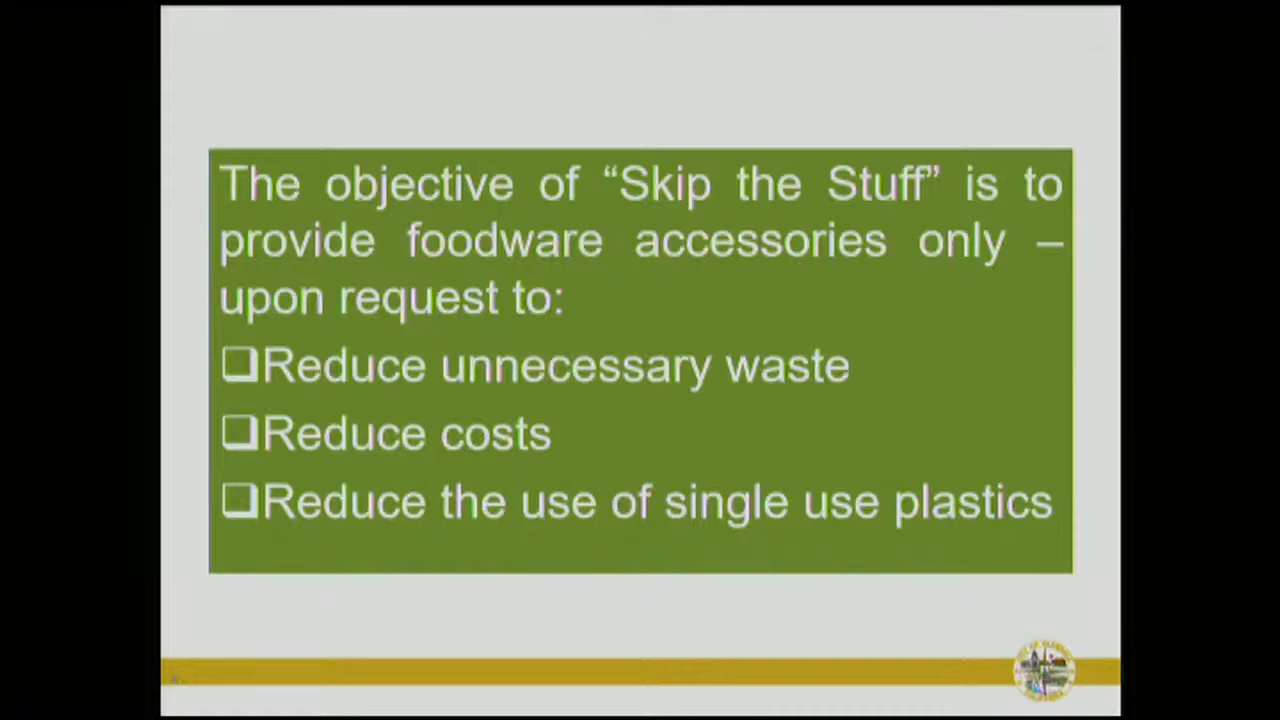 The objective of “Skip the Stuff” is to
provide foodware accessories only –
upon request to:
❑Reduce unnecessary waste
❑Reduce costs
❑Reduce the use of single use plastics